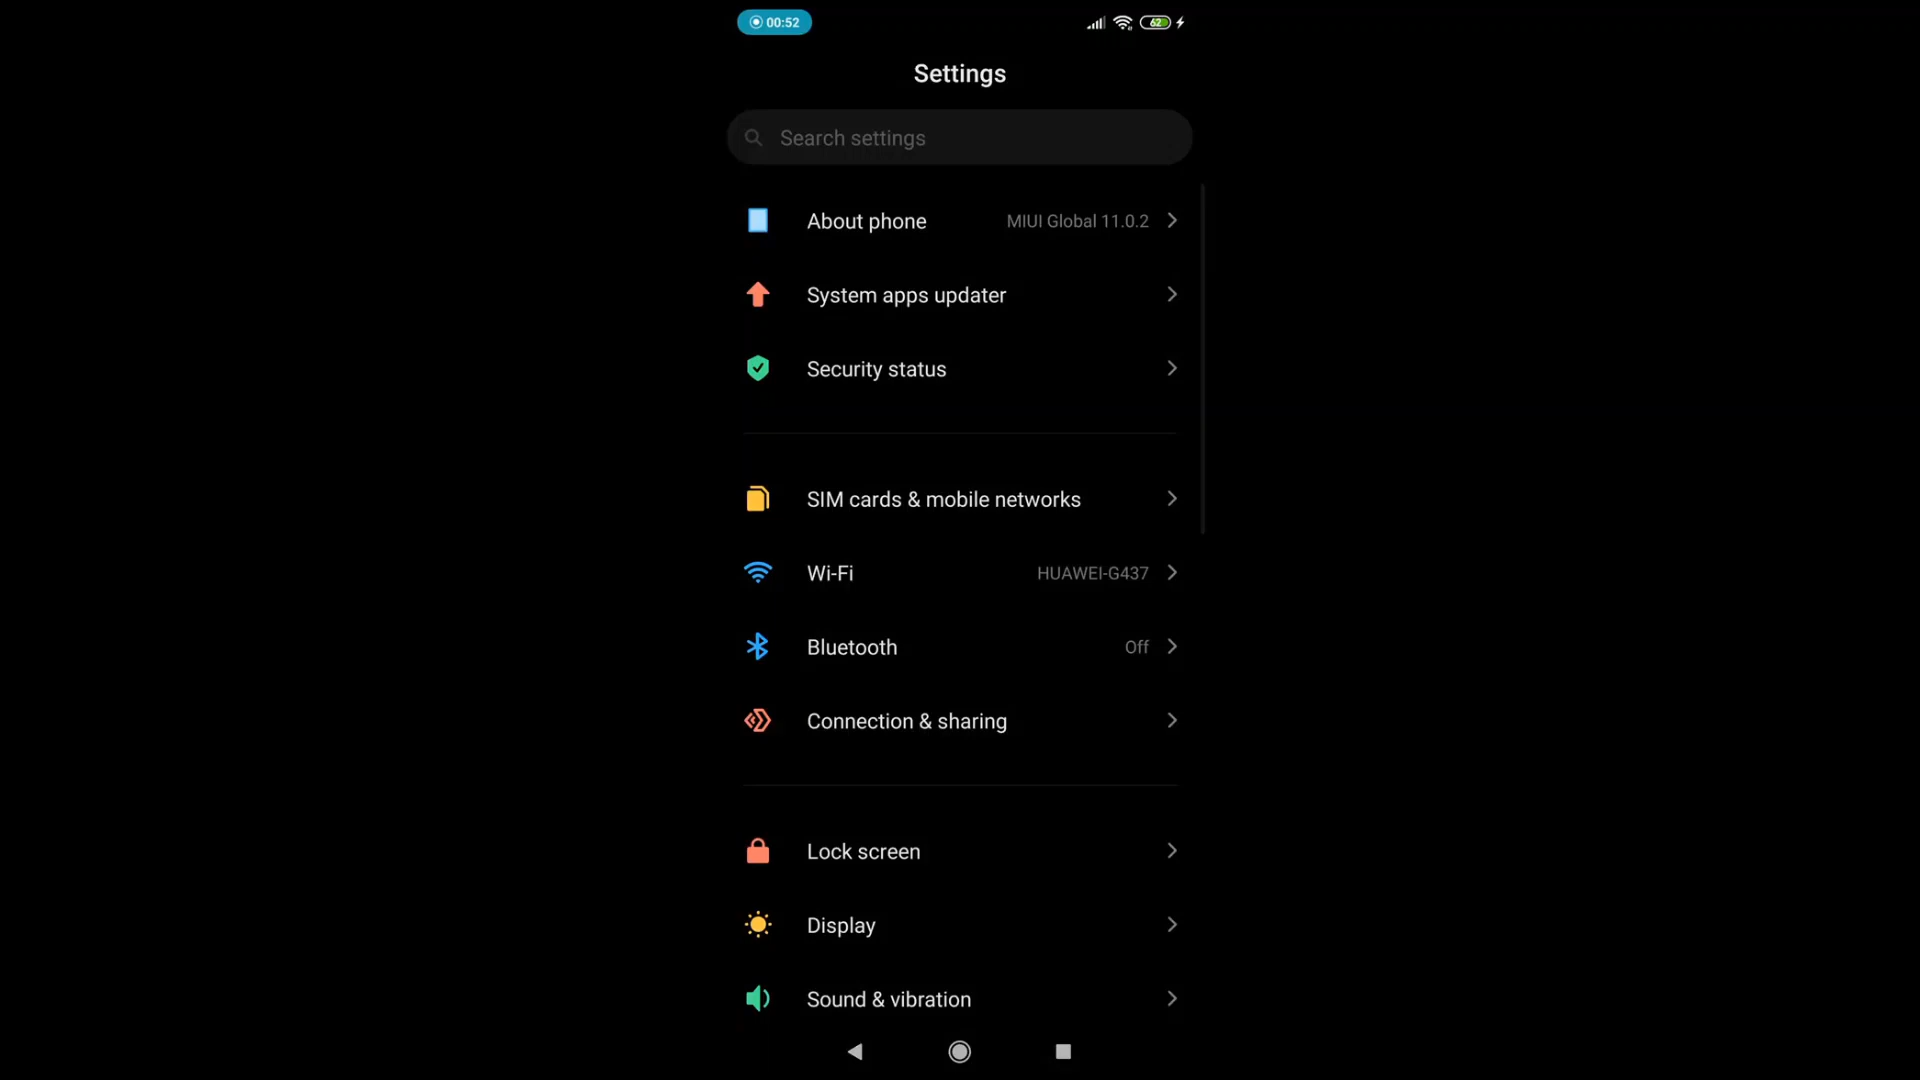 00:52
62
Settings
Search settings
About phone MIUI Global 11.0.2
System apps updater
Security status
SIM cards & mobile networks
Wi-Fi HUAWEI-G437
Bluetooth Off
Connection & sharing
Lock screen
Display
Sound & vibration